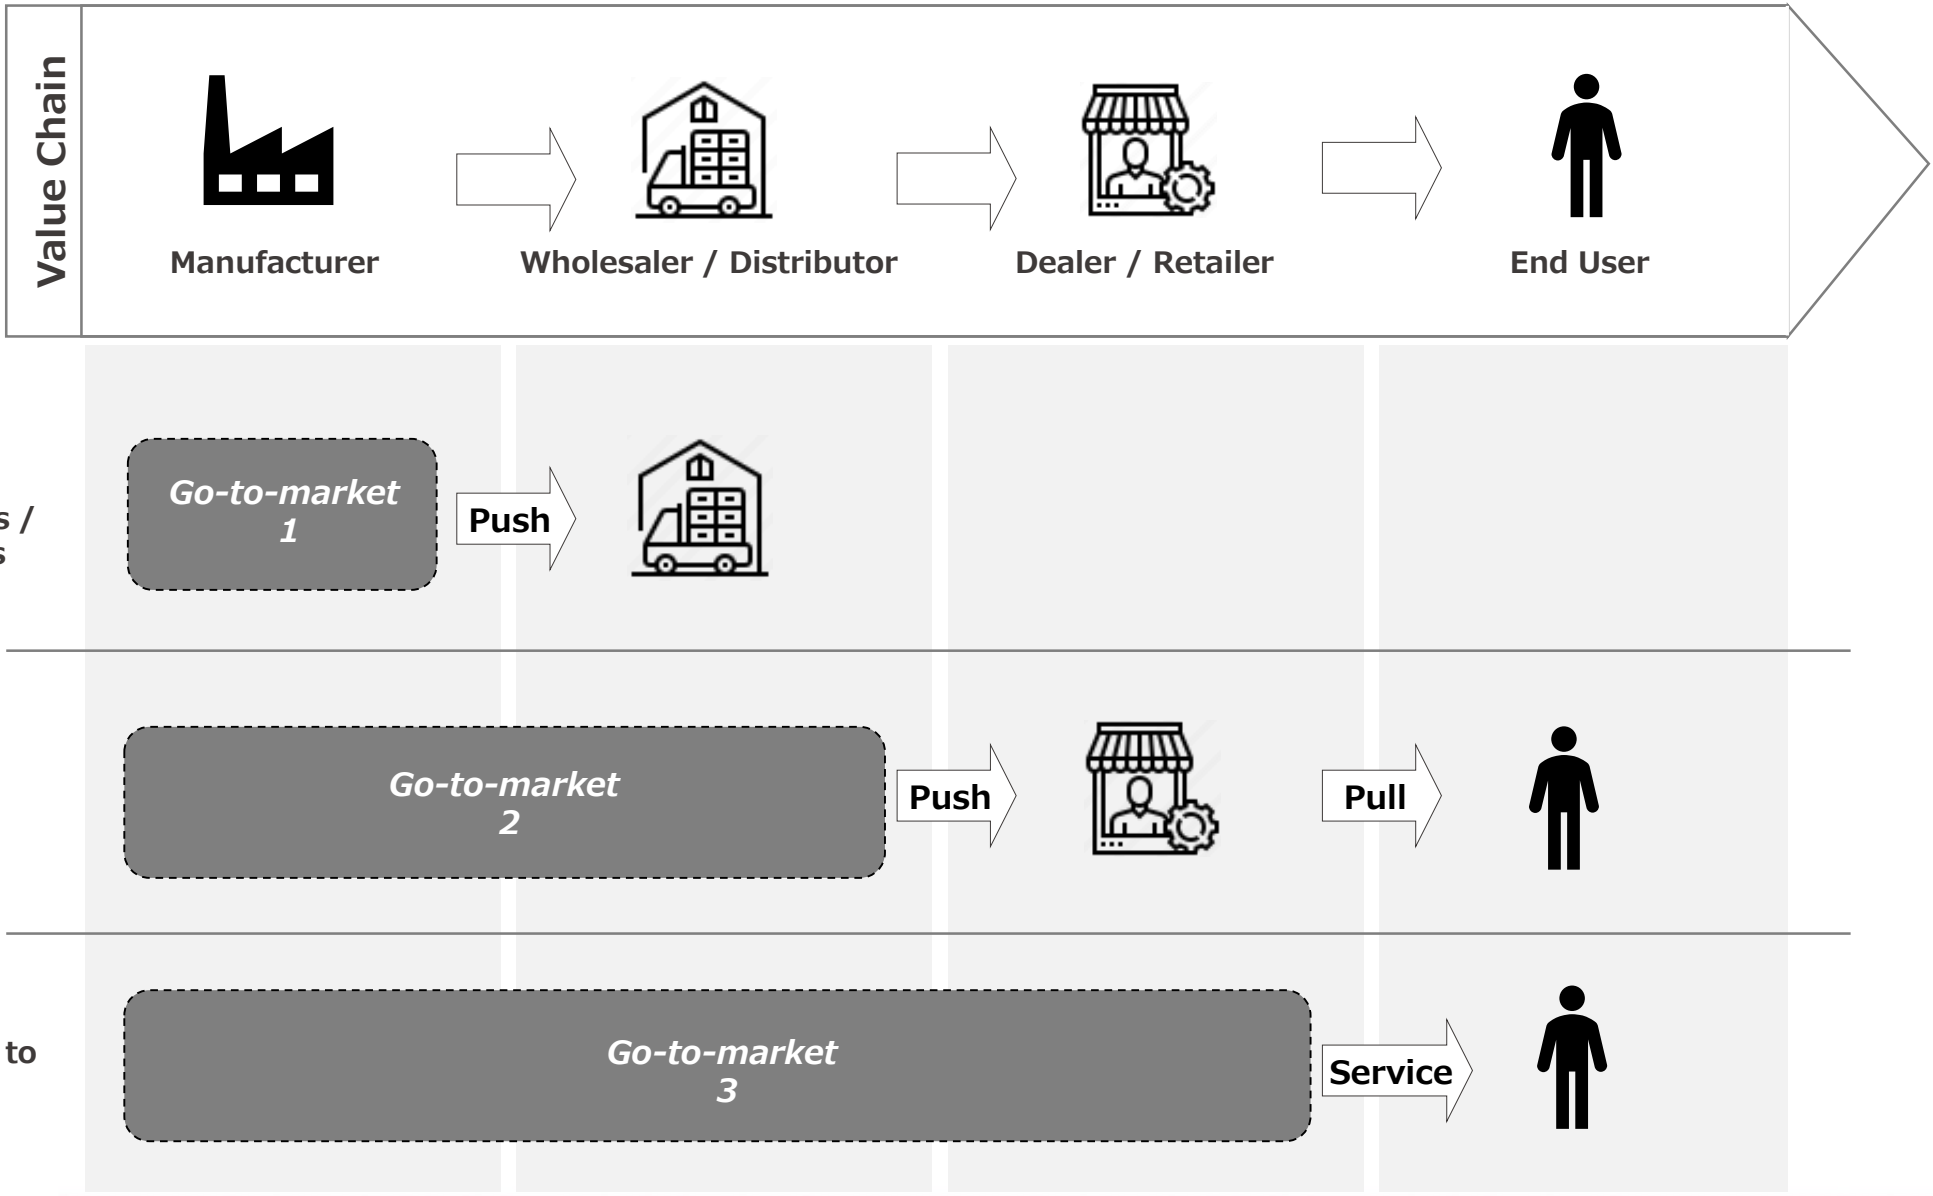 Value Chain
Manufacturer
Wholesaler / Distributor
Dealer / Retailer
End User
/
Go-to-market
1
Push
Go-to-market
2
Push
Pull
to
Go-to-market
3
Service